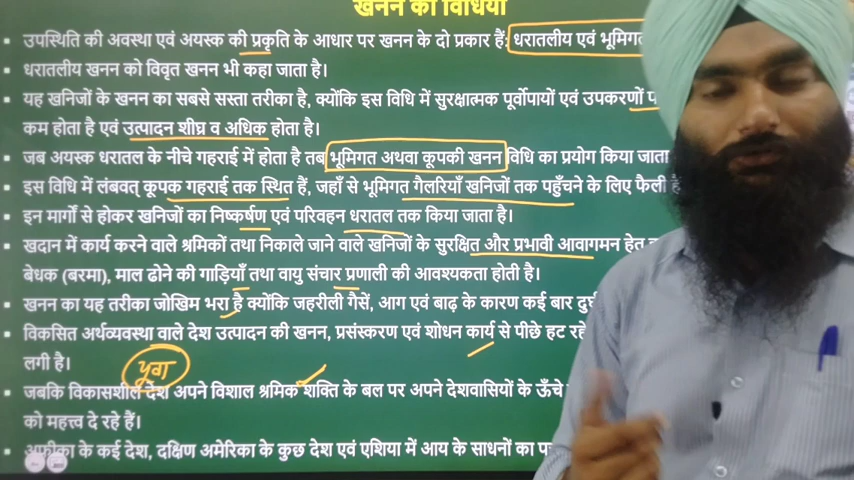 खनन की विधियाँ
उपस्थिति की अवस्था एवं अयस्क की प्रकृति के आधार पर खनन के दो प्रकार हैं: धरातलीय एवं भूमिगत
धरातलीय खनन को विवृत खनन भी कहा जाता है।
यह खनिजों के खनन का सबसे सस्ता तरीका है, क्योंकि इस विधि में सुरक्षात्मक पूर्वोपायों एवं उपकरणों
कम होता है एवं उत्पादन शीघ्र व अधिक होता है।
जब अयस्क धरातल के नीचे गहराई में होता है तब भूमिगत अथवा कूपकी खनन विधि का प्रयोग किया जाता
इस विधि में लंबवत् कूपक गहराई तक स्थित हैं, जहाँ से भूमिगत गैलरियाँ खनिजों तक पहुँचने के लिए फैली हैं
इन मार्गों से होकर खनिजों का निष्कर्षण एवं परिवहन धरातल तक किया जाता है।
खदान में कार्य करने वाले श्रमिकों तथा निकाले जाने वाले खनिजों के सुरक्षित और प्रभावी आवागमन हेतु
बेधक (बरमा), माल ढोने की गाड़ियाँ तथा वायु संचार प्रणाली की आवश्यकता होती है।
खनन का यह तरीका जोखिम भरा है क्योंकि जहरीली गैसें, आग एवं बाढ़ के कारण कई बार
विकसित अर्थव्यवस्था वाले देश उत्पादन की खनन, प्रसंस्करण एवं शोधन कार्य से पीछे हट रहे
लगी है।
जबकि विकासशील देश अपने विशाल श्रमिक शक्ति के बल पर अपने देशवासियों के ऊँचे
को महत्त्व दे रहे हैं।
अफ्रीका के कई देश, दक्षिण अमेरिका के कुछ देश एवं एशिया में आय के साधनों का